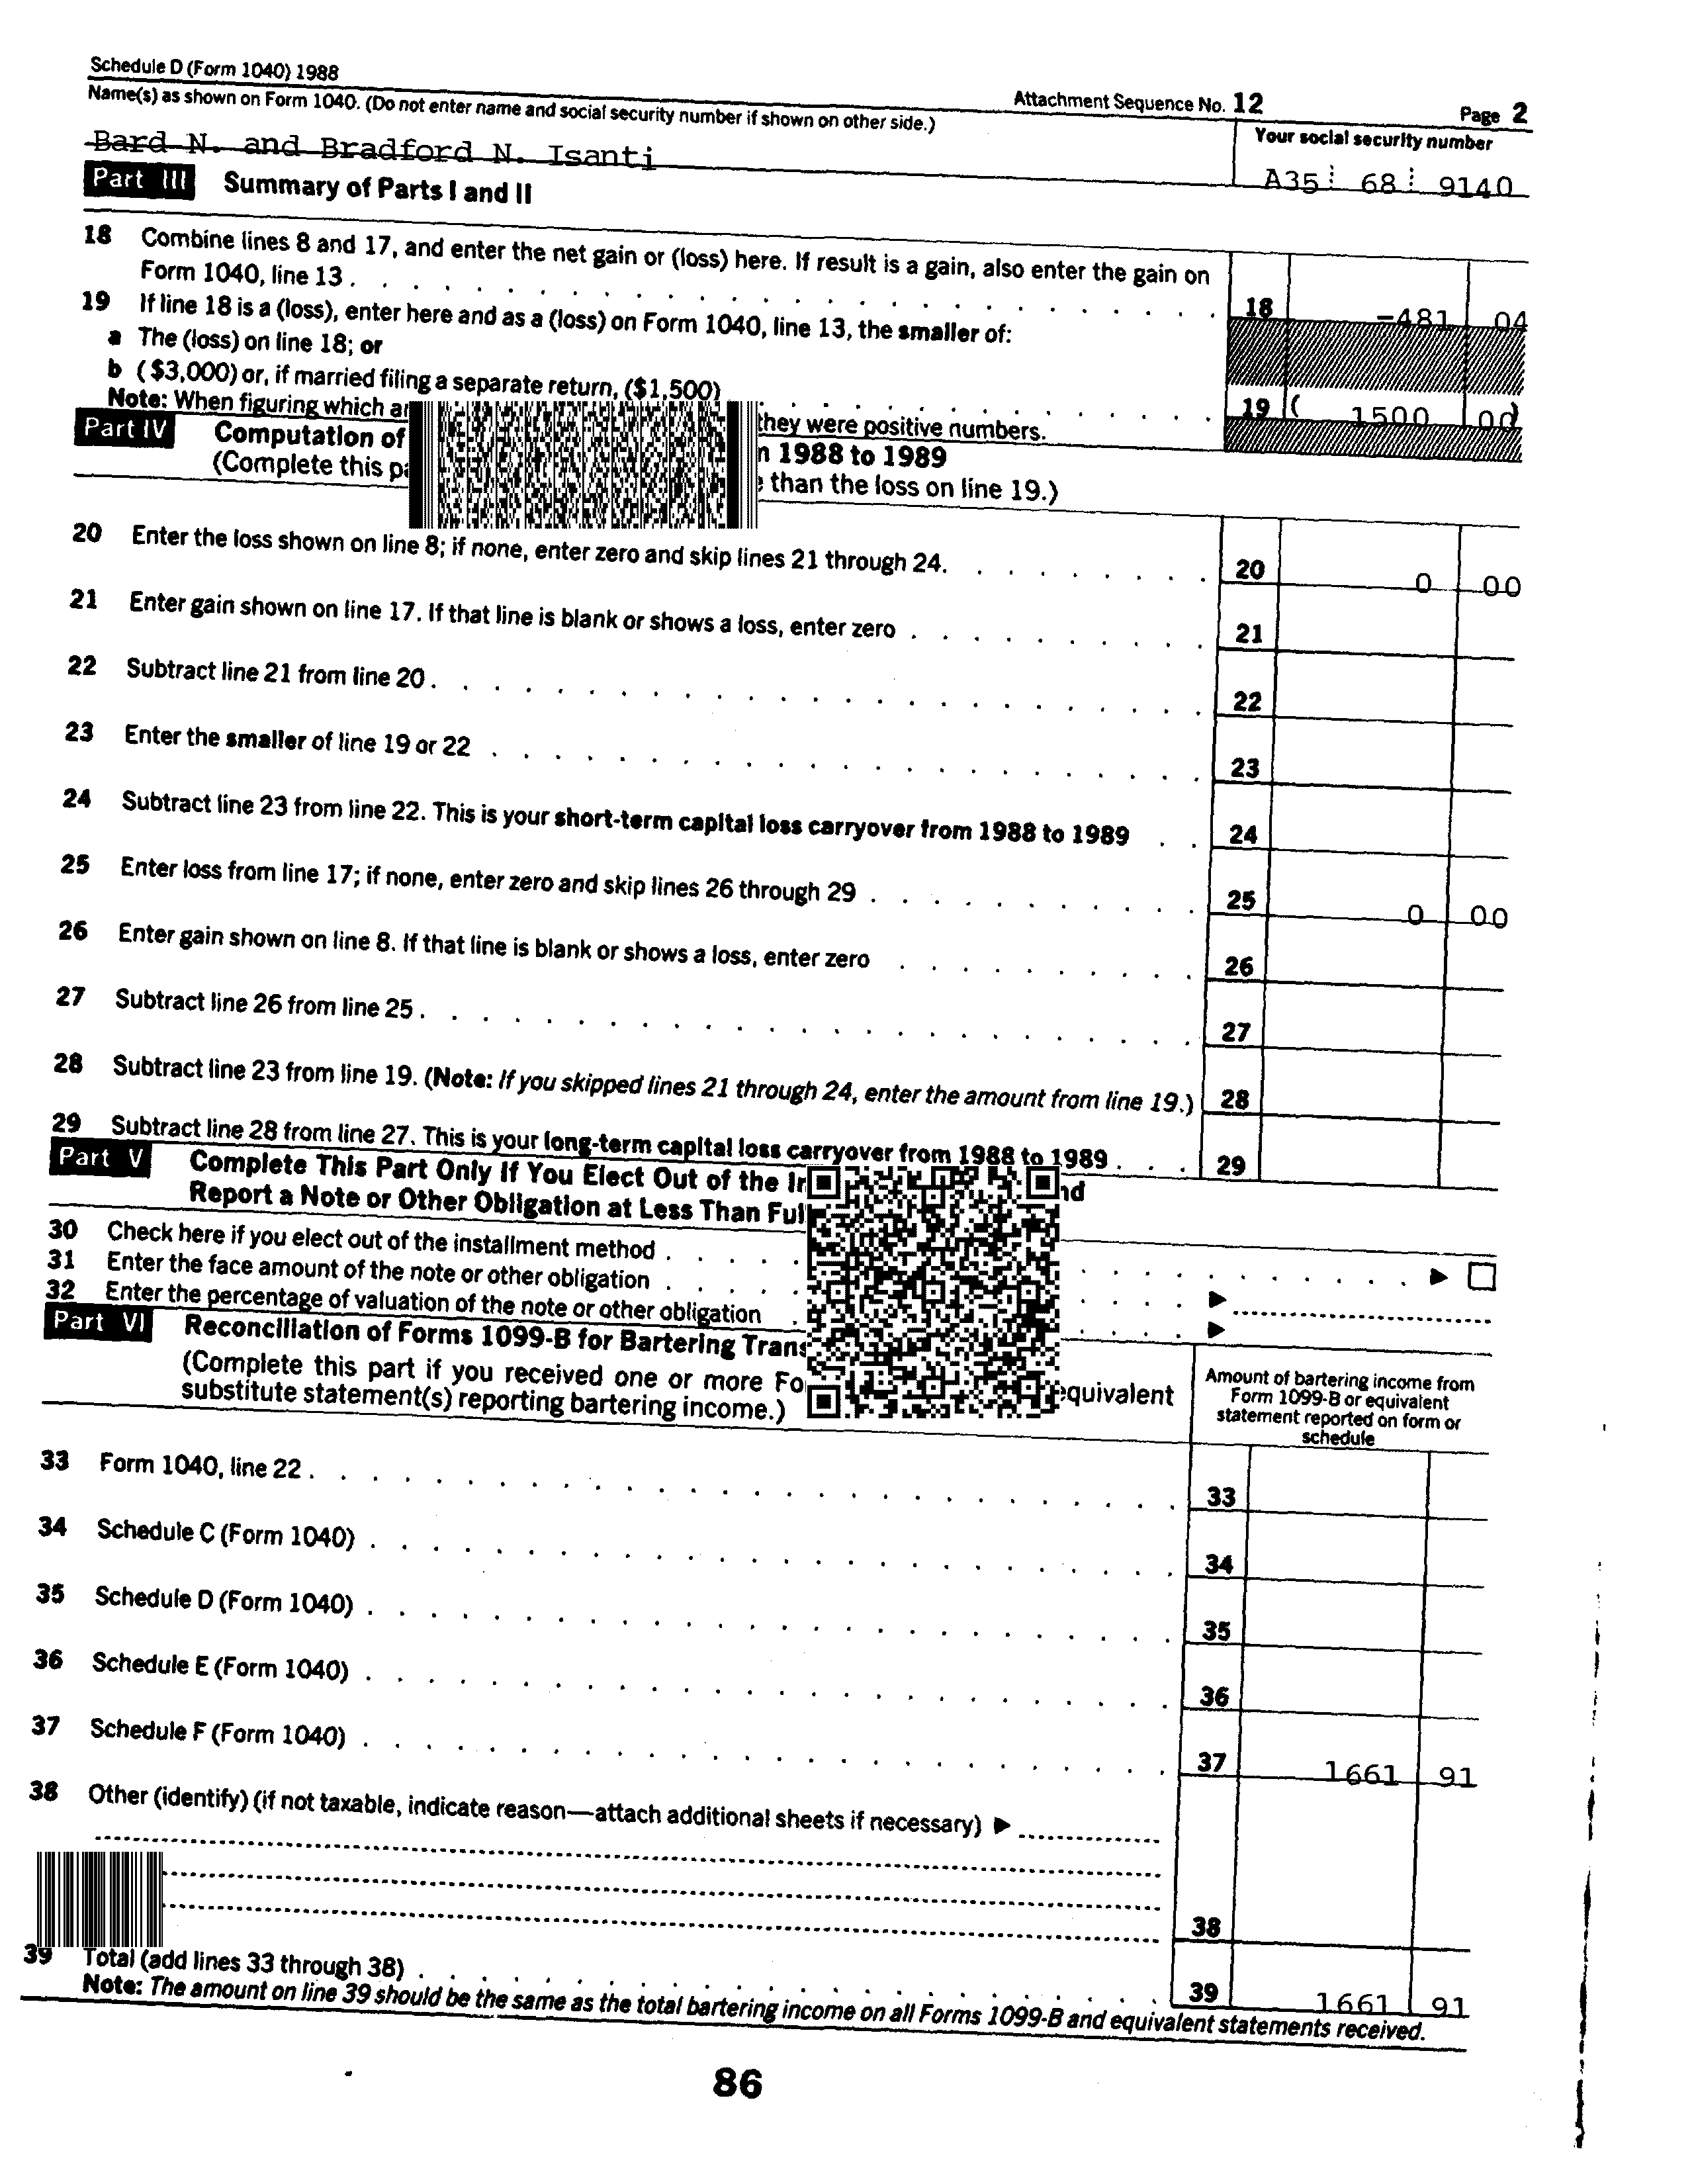 Schedule D (Form 1040) 1988
Attachment Sequence No. 12
Page 2
Name(s) as shown on Form 1040. (Do not enter name and social security number if shown on other side.)
Your social security number
Bard N. and Bradford N. Isanti
A35 68 9140
Part III Summary of Parts I and II
18 Combine lines 8 and 17, and enter the net gain or (loss) here. If result is a gain, also enter the gain on
Form 1040, line 13 . . . . . . . . . . . . . . . . . . . . . . . . . . . . 18 -481 04
19 If line 18 is a (loss), enter here and as a (loss) on Form 1040, line 13, the smaller of:
a The (loss) on line 18; or
b ($3,000) or, if married filing a separate return, ($1,500) . . . . . . . . . . . . . . . 19 ( 1500 00)
Note: When figuring which they were positive numbers.
Part IV Computation of 1988 to 1989
(Complete this than the loss on line 19.)
20 Enter the loss shown on line 8; if none, enter zero and skip lines 21 through 24. . . . . . . . . 20 0 00
21 Enter gain shown on line 17. If that line is blank or shows a loss, enter zero . . . . . . . . . . 21
22 Subtract line 21 from line 20 . . . . . . . . . . . . . . . . . . . . . . . . . 22
23 Enter the smaller of line 19 or 22 . . . . . . . . . . . . . . . . . . . . . . . 23
24 Subtract line 23 from line 22. This is your short-term capital loss carryover from 1988 to 1989 . . 24
25 Enter loss from line 17; if none, enter zero and skip lines 26 through 29 . . . . . . . . . . . 25 0 00
26 Enter gain shown on line 8. If that line is blank or shows a loss, enter zero . . . . . . . . . . 26
27 Subtract line 26 from line 25 . . . . . . . . . . . . . . . . . . . . . . . . . 27
28 Subtract line 23 from line 19. (Note: If you skipped lines 21 through 24, enter the amount from line 19.) 28
29 Subtract line 28 from line 27. This is your long-term capital loss carryover from 1988 to 1989 . . . 29
Part V Complete This Part Only If You Elect Out of the
Report a Note or Other Obligation at Less Than
30 Check here if you elect out of the installment method . . . . . . . . . . . . . . . .
31 Enter the face amount of the note or other obligation . . . . . . . . . .
32 Enter the percentage of valuation of the note or other obligation . . . . .
Part VI Reconciliation of Forms 1099-B for Bartering
(Complete this part if you received one or more equivalent
substitute statement(s) reporting bartering income.)
Amount of bartering income from
Form 1099-B or equivalent
statement reported on form or
schedule
33 Form 1040, line 22 . . . . . . . . . . . . . . . . . . . . . . . . . . . . 33
34 Schedule C (Form 1040) . . . . . . . . . . . . . . . . . . . . . . . . . . 34
35 Schedule D (Form 1040) . . . . . . . . . . . . . . . . . . . . . . . . . . 35
36 Schedule E (Form 1040) . . . . . . . . . . . . . . . . . . . . . . . . . . 36
37 Schedule F (Form 1040) . . . . . . . . . . . . . . . . . . . . . . . . . . 37 1661 91
38 Other (identify) (if not taxable, indicate reason—attach additional sheets if necessary)
38
39 Total (add lines 33 through 38) . . . . . . . . . . . . . . . . . . . . . . . . 39 1661 91
Note: The amount on line 39 should be the same as the total bartering income on all Forms 1099-B and equivalent statements received.
86